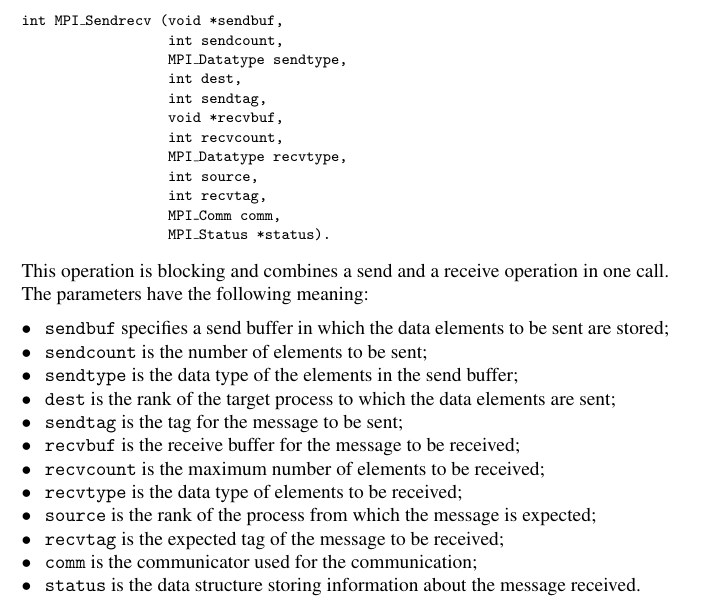 int MPI_Sendrecv (void *sendbuf,
int sendcount,
MPI_Datatype sendtype,
int dest,
int sendtag,
void *recvbuf,
int recvcount,
MPI_Datatype recvtype,
int source,
int recvtag,
MPI_Comm comm,
MPI_Status *status).
This operation is blocking and combines a send and a receive operation in one call.
The parameters have the following meaning:
• sendbuf specifies a send buffer in which the data elements to be sent are stored;
• sendcount is the number of elements to be sent;
• sendtype is the data type of the elements in the send buffer;
• dest is the rank of the target process to which the data elements are sent;
• sendtag is the tag for the message to be sent;
• recvbuf is the receive buffer for the message to be received;
• recvcount is the maximum number of elements to be received;
• recvtype is the data type of elements to be received;
• source is the rank of the process from which the message is expected;
• recvtag is the expected tag of the message to be received;
• comm is the communicator used for the communication;
• status is the data structure storing information about the message received.